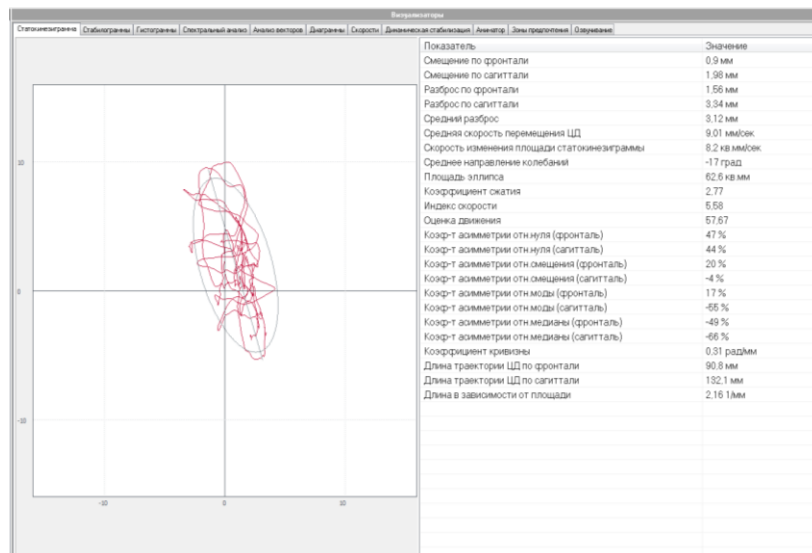 Визуализаторы
Статокинезиграмма Стабилограммы Гистограммы Спектральный анализ Анализ векторов Диаграммы Скорости Динамическая стабилизация Аниматор Зоны предпочтения Озвучивание
Показатель Значение
Смещение по фронтали 0,9 мм
Смещение по сагиттали 1,98 мм
Разброс по фронтали 1,56 мм
Разброс по сагиттали 3,34 мм
Средний разброс 3,12 мм
Средняя скорость перемещения ЦД 9,01 мм/сек
Скорость изменения площади статокинезиграммы 8,2 кв.мм/сек
Среднее направление колебаний -17 град
Площадь эллипса 62,6 кв.мм
Коэффициент сжатия 2,77
Индекс скорости 5,58
Оценка движения 57,67
Коэф-т асимметрии отн.нуля (фронталь) 47 %
Коэф-т асимметрии отн.нуля (сагитталь) 44 %
Коэф-т асимметрии отн.смещения (фронталь) 20 %
Коэф-т асимметрии отн.смещения (сагитталь) -4 %
Коэф-т асимметрии отн.моды (фронталь) 17 %
Коэф-т асимметрии отн.моды (сагитталь) -55 %
Коэф-т асимметрии отн.медианы (фронталь) -49 %
Коэф-т асимметрии отн.медианы (сагитталь) -66 %
Коэффициент кривизны 0,31 рад/мм
Длина траектории ЦД по фронтали 90,8 мм
Длина траектории ЦД по сагиттали 132,1 мм
Длина в зависимости от площади 2,16 1/мм
10
0
-10
-10 0 10